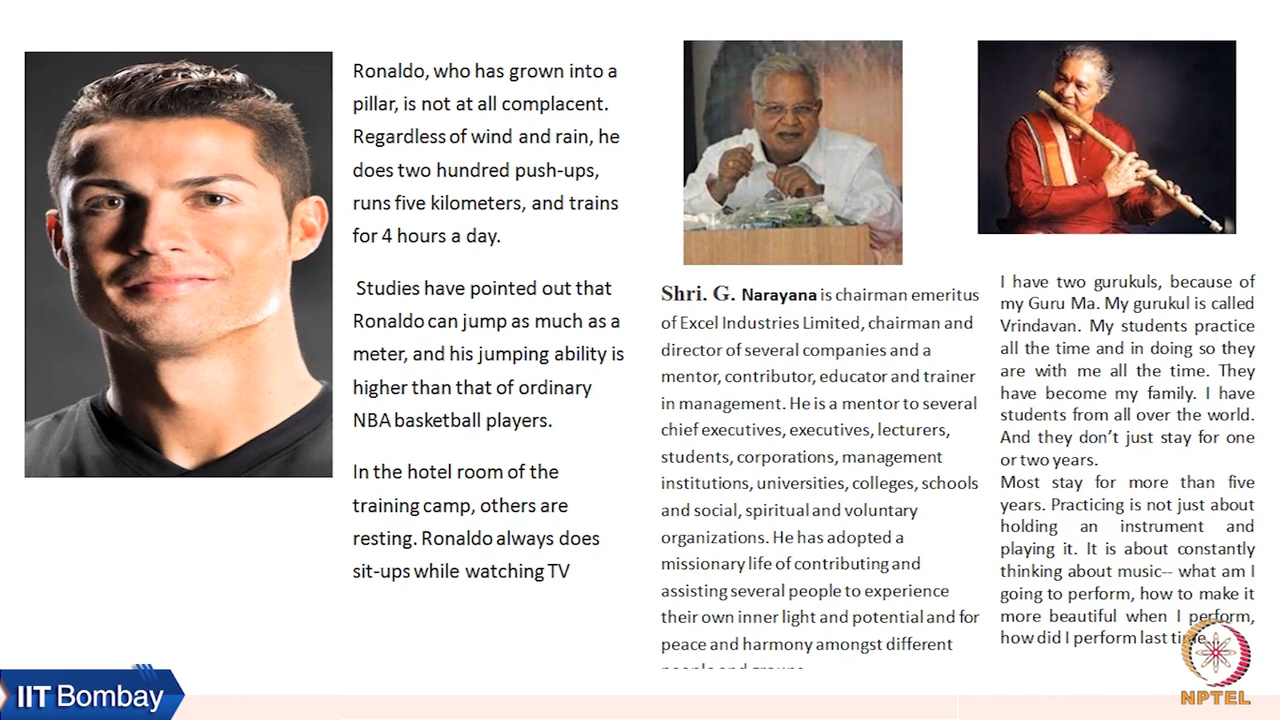 Ronaldo, who has grown into a
pillar, is not at all complacent.
Regardless of wind and rain, he
does two hundred push-ups,
runs five kilometers, and trains
for 4 hours a day.
Studies have pointed out that
Ronaldo can jump as much as a
meter, and his jumping ability is
higher than that of ordinary
NBA basketball players.
In the hotel room of the
training camp, others are
resting. Ronaldo always does
sit-ups while watching TV
Shri. G. Narayana is chairman emeritus
of Excel Industries Limited, chairman and
director of several companies and a
mentor, contributor, educator and trainer
in management. He is a mentor to several
chief executives, executives, lecturers,
students, corporations, management
institutions, universities, colleges, schools
and social, spiritual and voluntary
organizations. He has adopted a
missionary life of contributing and
assisting several people to experience
their own inner light and potential and for
peace and harmony amongst different
people and groups
I have two gurukuls, because of
my Guru Ma. My gurukul is called
Vrindavan. My students practice
all the time and in doing so they
are with me all the time. They
have become my family. I have
students from all over the world.
And they don't just stay for one
or two years.
Most stay for more than five
years. Practicing is not just about
holding an instrument and
playing it. It is about constantly
thinking about music-- what am I
going to perform, how to make it
more beautiful when I perform,
how did I perform last time
IIT Bombay
NPTEL